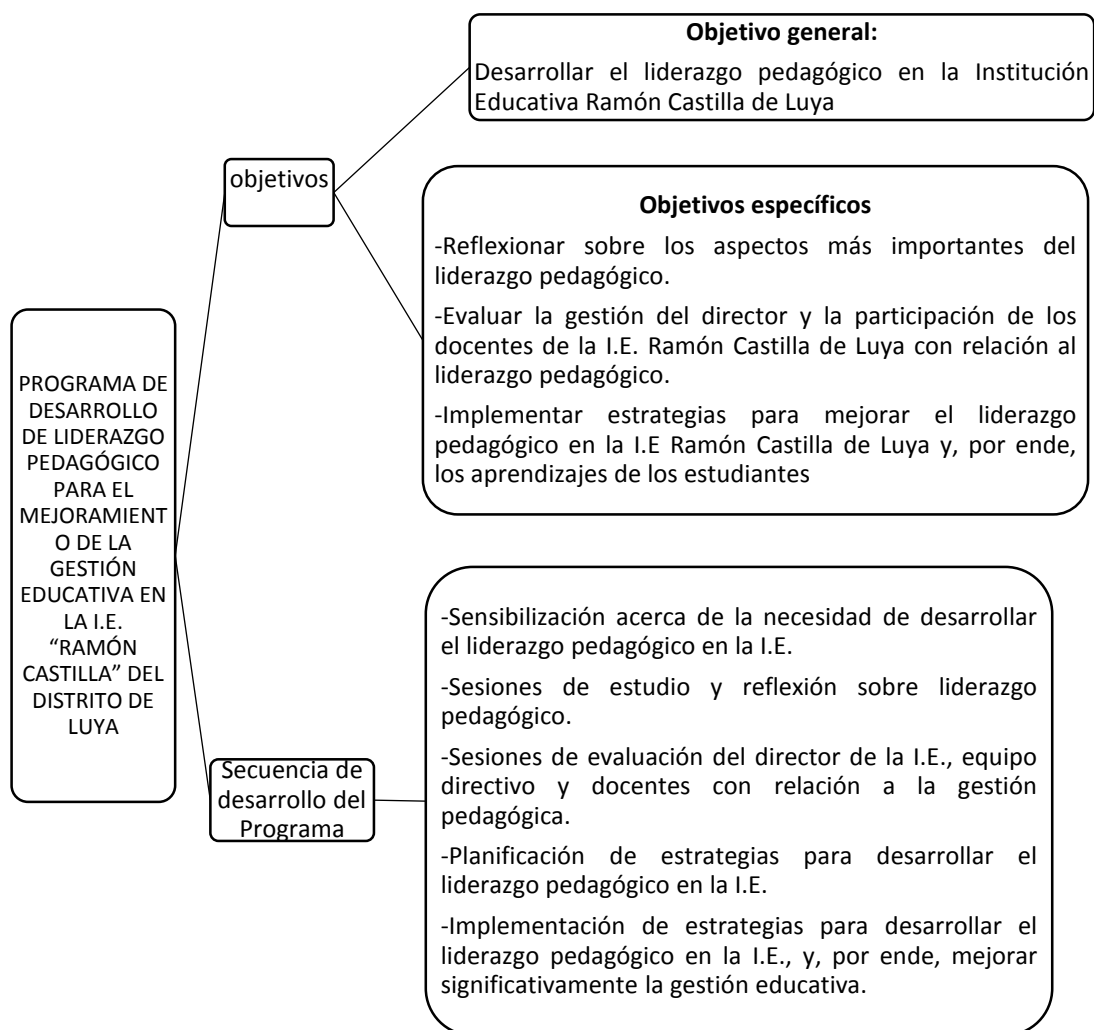 PROGRAMA DE
DESARROLLO
DE LIDERAZGO
PEDAGÓGICO
PARA EL
MEJORAMIENT
O DE LA
GESTIÓN
EDUCATIVA EN
LA I.E.
“RAMÓN
CASTILLA” DEL
DISTRITO DE
LUYA
objetivos
Objetivo general:
Desarrollar el liderazgo pedagógico en la Institución
Educativa Ramón Castilla de Luya
Objetivos específicos
-Reflexionar sobre los aspectos más importantes del
liderazgo pedagógico.
-Evaluar la gestión del director y la participación de los
docentes de la I.E. Ramón Castilla de Luya con relación al
liderazgo pedagógico.
-Implementar estrategias para mejorar el liderazgo
pedagógico en la I.E Ramón Castilla de Luya y, por ende,
los aprendizajes de los estudiantes
Secuencia de
desarrollo del
Programa
-Sensibilización acerca de la necesidad de desarrollar
el liderazgo pedagógico en la I.E.
-Sesiones de estudio y reflexión sobre liderazgo
pedagógico.
-Sesiones de evaluación del director de la I.E., equipo
directivo y docentes con relación a la gestión
pedagógica.
-Planificación de estrategias para desarrollar el
liderazgo pedagógico en la I.E.
-Implementación de estrategias para desarrollar el
liderazgo pedagógico en la I.E., y, por ende, mejorar
significativamente la gestión educativa.